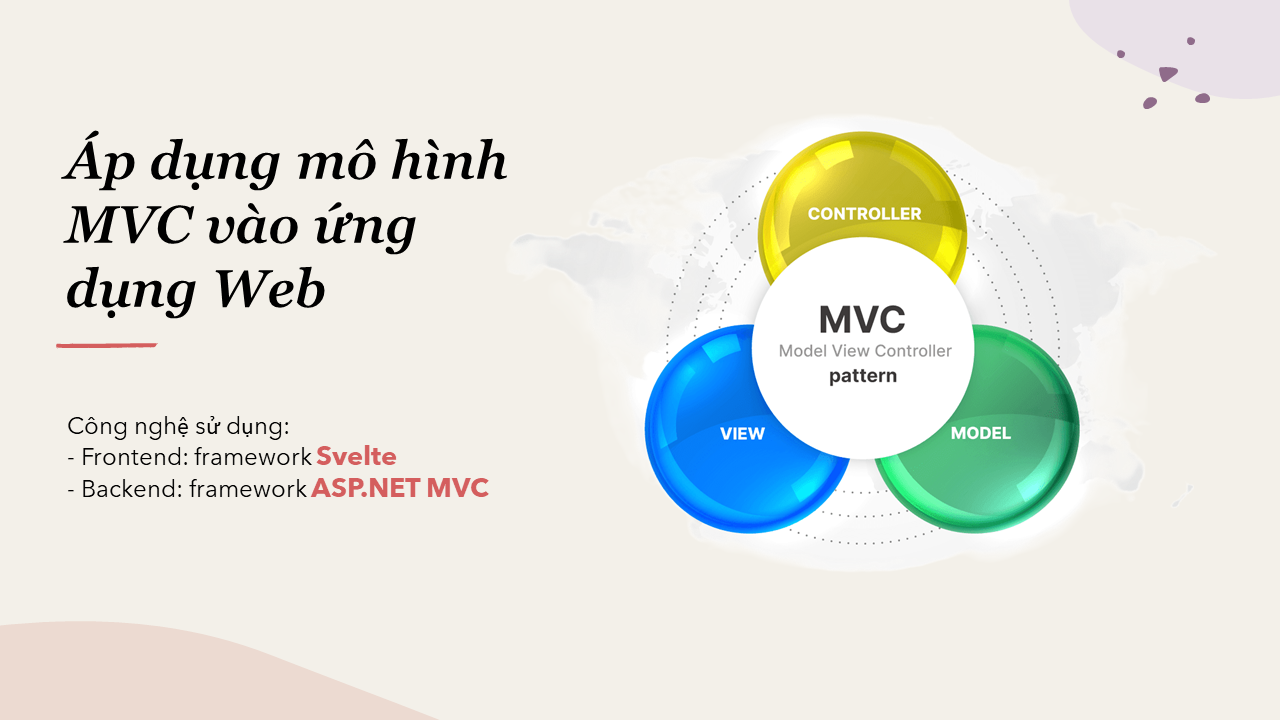 Áp dụng mô hình
MVC vào ứng
dụng Web
Công nghệ sử dụng:
- Frontend: framework Svelte
- Backend: framework ASP.NET MVC
CONTROLLER
MVC
Model View Controller
pattern
VIEW
MODEL